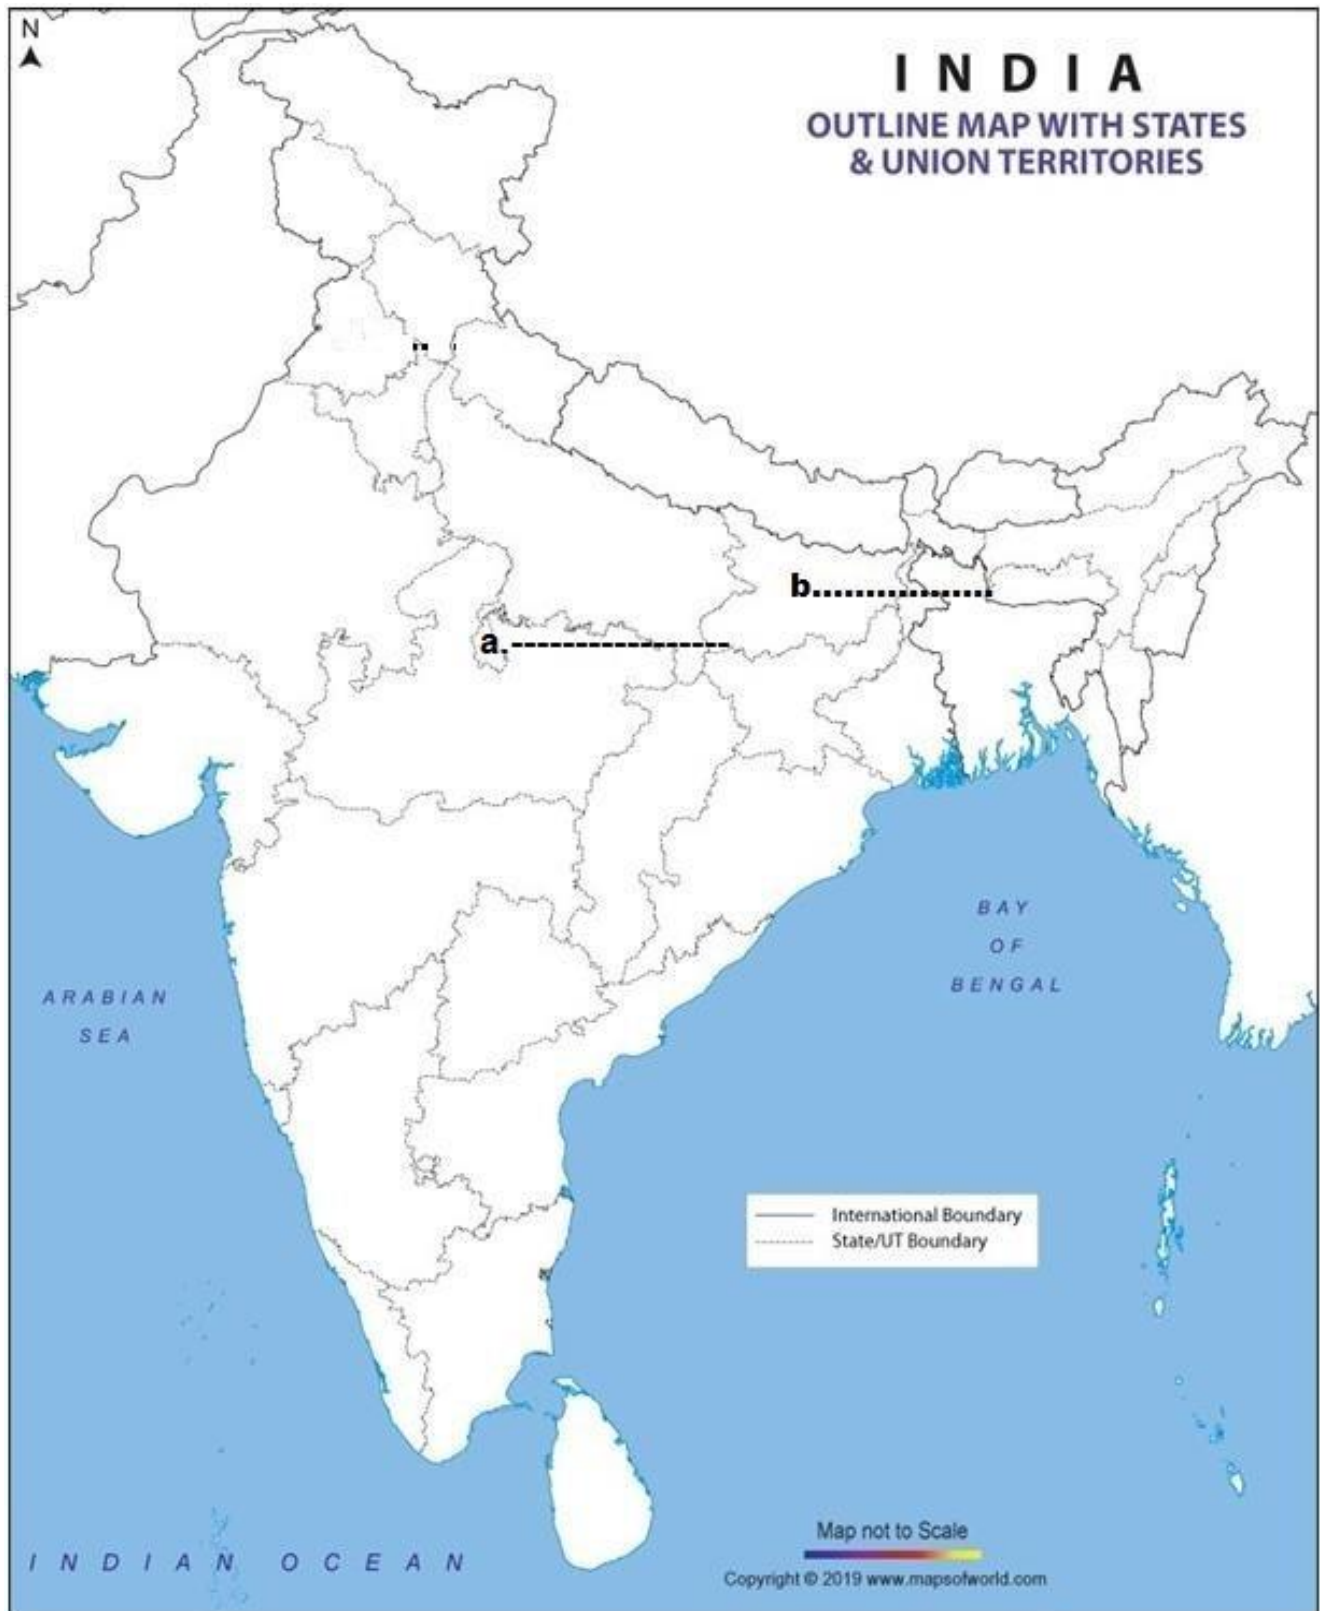 N
I N D I A
OUTLINE MAP WITH STATES
& UNION TERRITORIES
b...............
a. -----------------
BAY
OF
BENGAL
ARABIAN
SEA
International Boundary
State/UT Boundary
Map not to Scale
Copyright © 2019 www.mapsofworld.com
INDIAN OCEAN